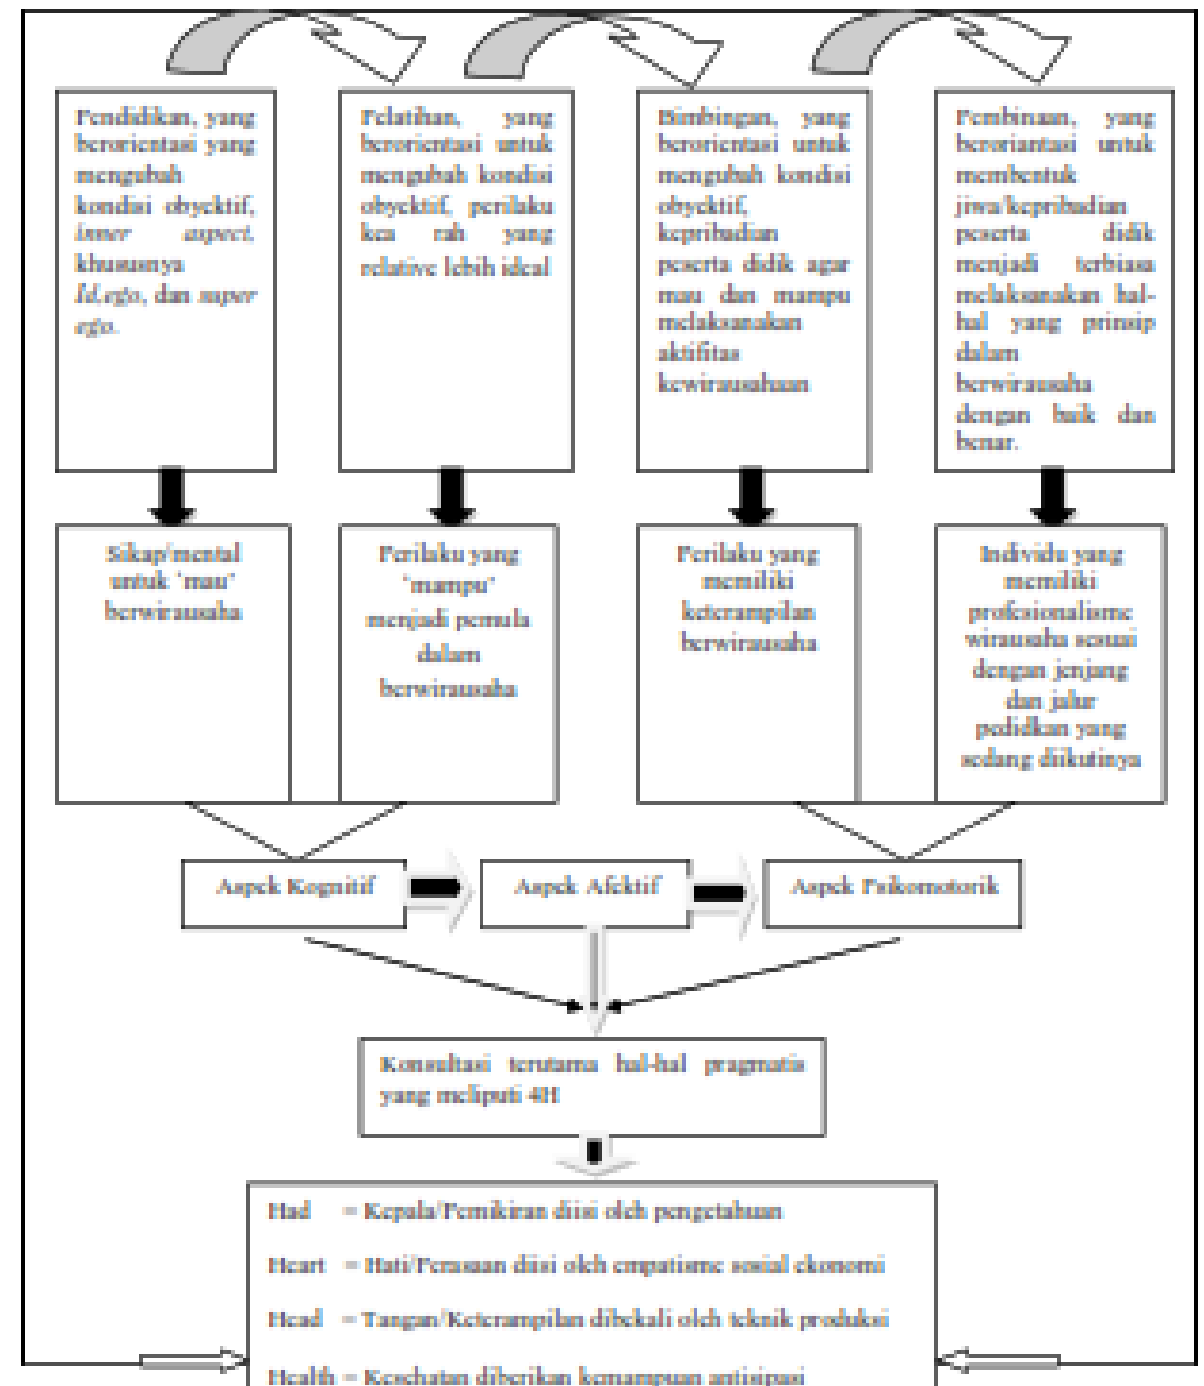 Pendidikan, yang
berorientasi yang
mengubah
kondisi obyektif,
inner aspect,
khususnya
Id,ego, dan super
ego.
Pelatihan, yang
berorientasi untuk
mengubah kondisi
obyektif, perilaku
kea rah yang
relative lebih ideal
Bimbingan, yang
berorientasi untuk
mengubah kondisi
obyektif,
kepribadian
peserta didik agar
mau dan mampu
melaksanakan
aktifitas
kewirausahaan
Pembinaan, yang
beroriantasi untuk
membentuk
jiwa/kepribadian
peserta didik
menjadi terbiasa
melaksanakan hal-
hal yang prinsip
dalam
berwirausaha
dengan baik dan
benar.
Sikap/mental
untuk 'mau'
berwirausaha
Perilaku yang
'mampu'
menjadi pemula
dalam
berwirausaha
Perilaku yang
memiliki
keterampilan
berwirausaha
Individu yang
memiliki
profesionalisme
wirausaha sesuai
dengan jenjang
dan jalur
pedidkan yang
sedang diikutinya
Aspek Kognitif
Aspek Afektif
Aspek Psikomotorik
Konsultasi terutama hal-hal pragmatis
yang meliputi 4H
Had = Kepala/Pemikiran diisi oleh pengetahuan
Heart = Hati/Perasaan diisi oleh empatisme sosial ekonomi
Head = Tangan/Keterampilan dibekali oleh teknik produksi
Health = Kesehatan diberikan kemampuan antisipasi